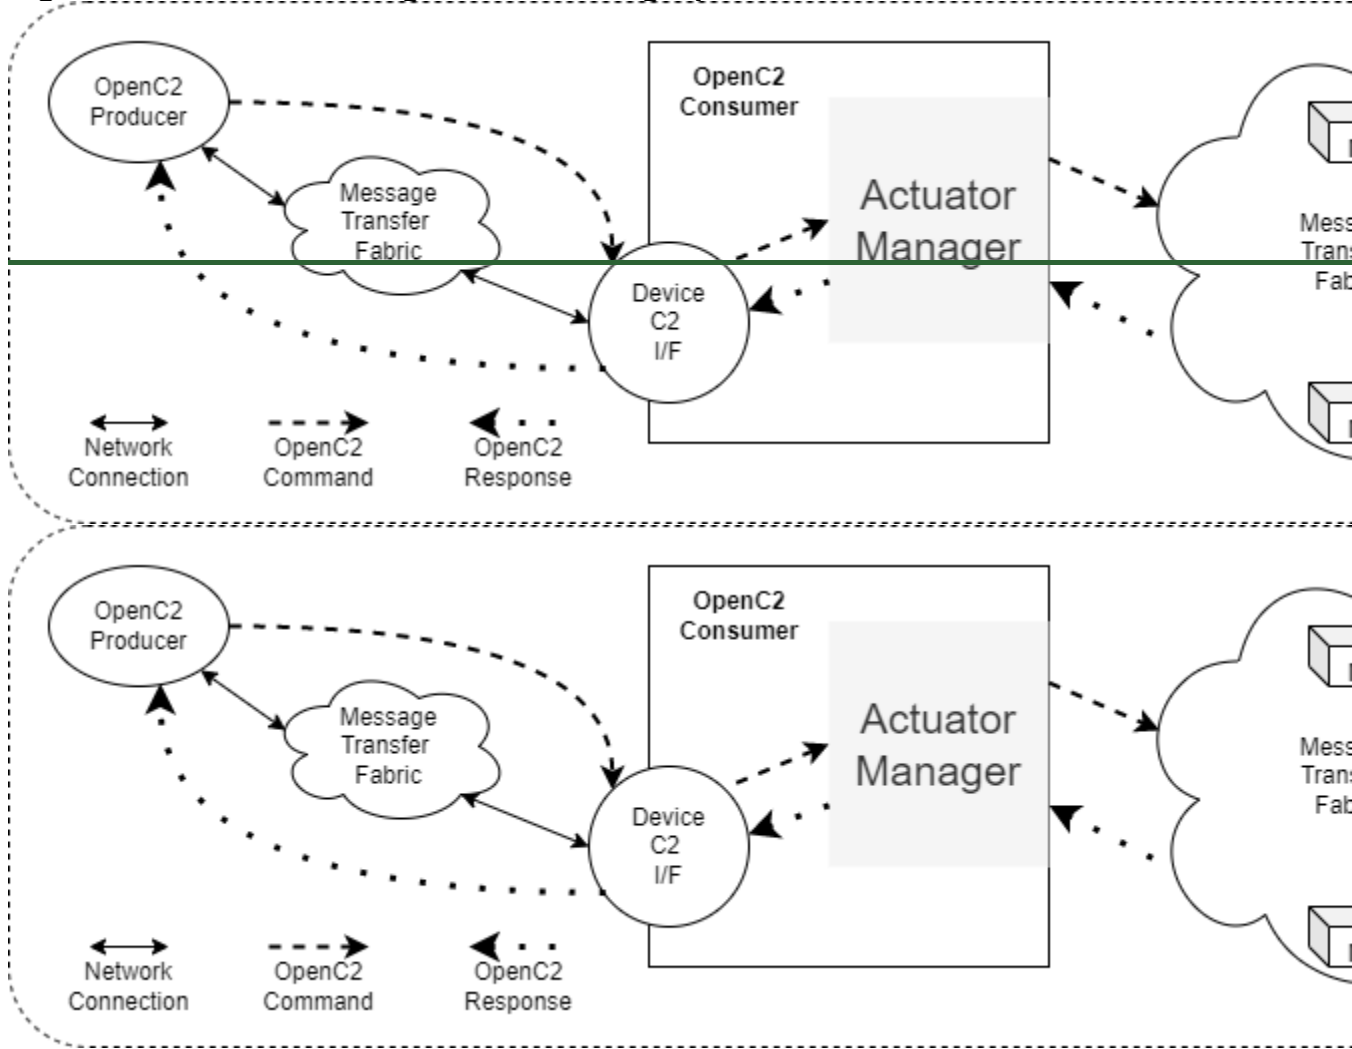 OpenC2
Producer
OpenC2
Consumer
Message
Transfer
Fabric
Actuator
Manager
Device
C2
I/F
Network
Connection
OpenC2
Command
OpenC2
Response
OpenC2
Producer
OpenC2
Consumer
Message
Transfer
Fabric
Actuator
Manager
Device
C2
I/F
Network
Connection
OpenC2
Command
OpenC2
Response